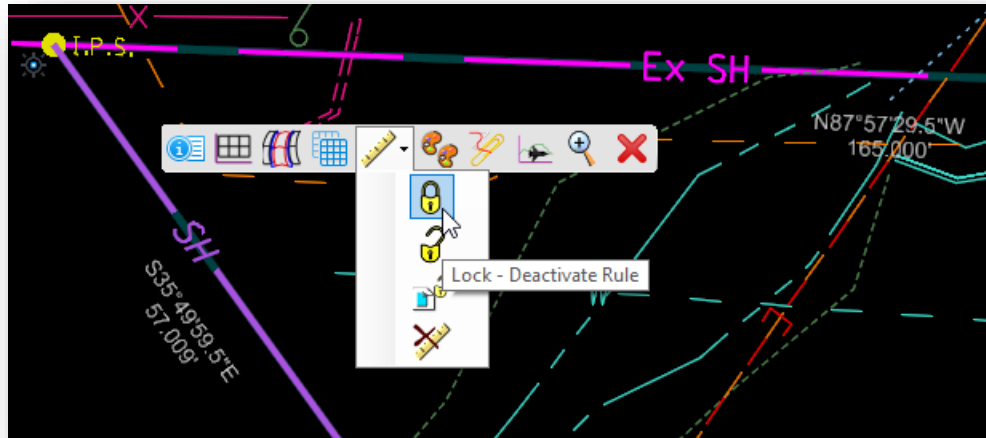 I.P.S.
Ex SH
N87°57'29.5"W
165.000'
SH
S35°49'59.5"E
57.009'
Lock - Deactivate Rule